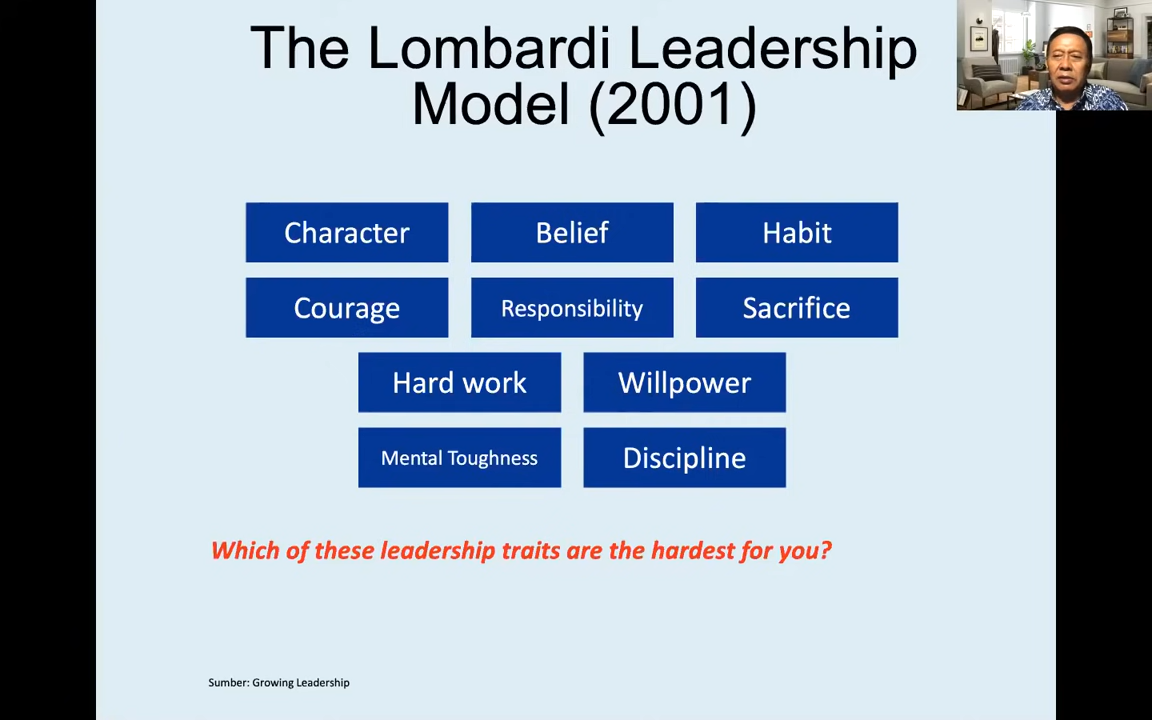 The Lombardi Leadership
Model (2001)
Character
Belief
Habit
Courage
Responsibility
Sacrifice
Hard work
Willpower
Mental Toughness
Discipline
Which of these leadership traits are the hardest for you?
Sumber: Growing Leadership